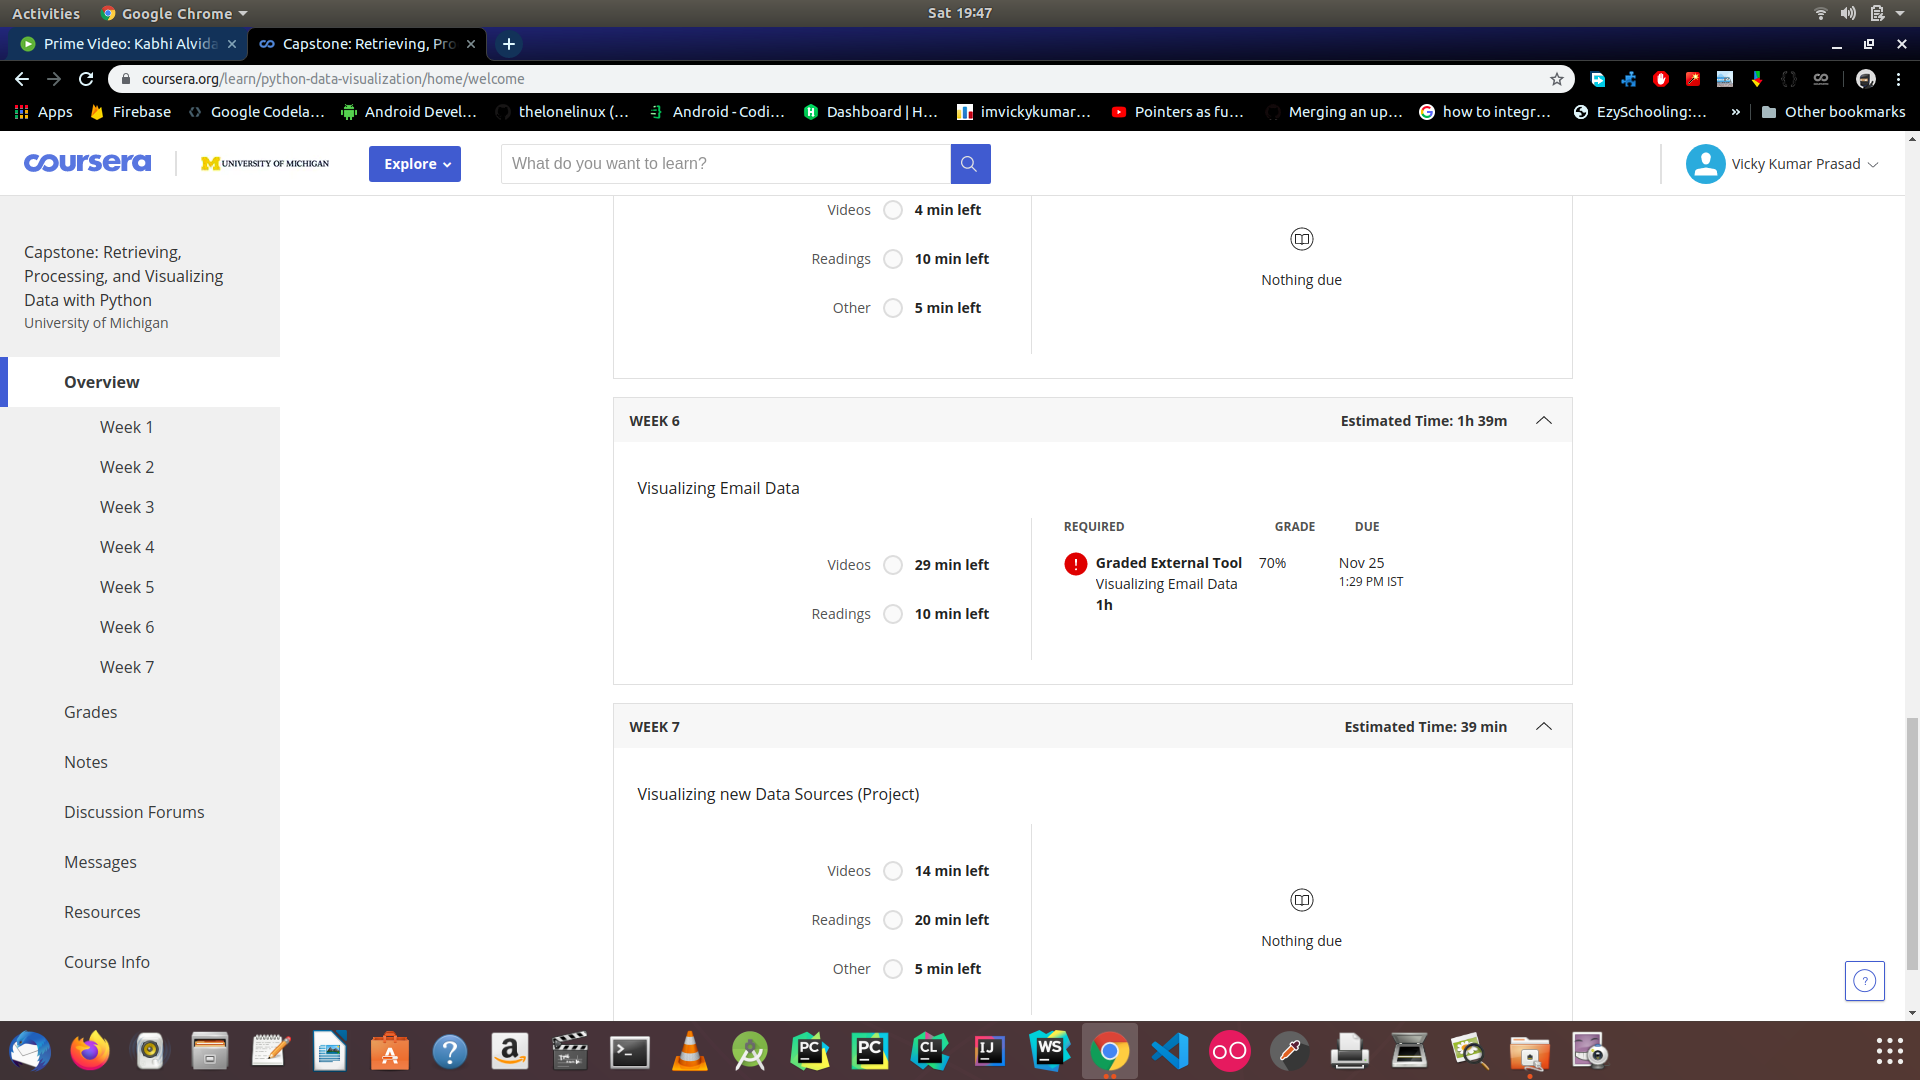 Activities
Google Chrome
Sat 19:47
Prime Video: Kabhi Alvida
Capstone: Retrieving, Pro
coursera.org/learn/python-data-visualization/home/welcome
Apps
Firebase
Google Codela...
Android Devel...
thelonelinux (...
Android - Codi...
Dashboard | H...
imvickykumar...
Pointers as fu...
Merging an up...
how to integr...
EzySchooling:...
»
Other bookmarks
coursera
UNIVERSITY OF MICHIGAN
Explore
What do you want to learn?
Vicky Kumar Prasad
Capstone: Retrieving,
Processing, and Visualizing
Data with Python
University of Michigan
Overview
Week 1
Week 2
Week 3
Week 4
Week 5
Week 6
Week 7
Grades
Notes
Discussion Forums
Messages
Resources
Course Info
Videos 4 min left
Readings 10 min left
Other 5 min left
Nothing due
WEEK 6
Estimated Time: 1h 39m
Visualizing Email Data
Videos 29 min left
Readings 10 min left
REQUIRED GRADE DUE
Graded External Tool 70% Nov 25
Visualizing Email Data 1:29 PM IST
1h
WEEK 7
Estimated Time: 39 min
Visualizing new Data Sources (Project)
Videos 14 min left
Readings 20 min left
Other 5 min left
Nothing due